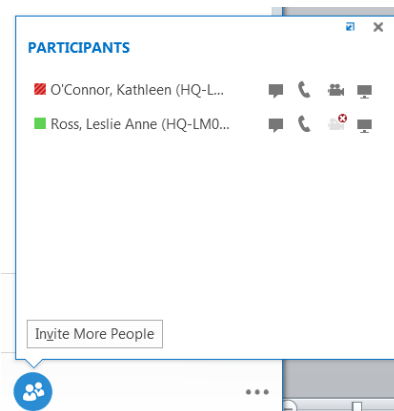 PARTICIPANTS
O'Connor, Kathleen (HQ-L...
Ross, Leslie Anne (HQ-LM0...
Invite More People